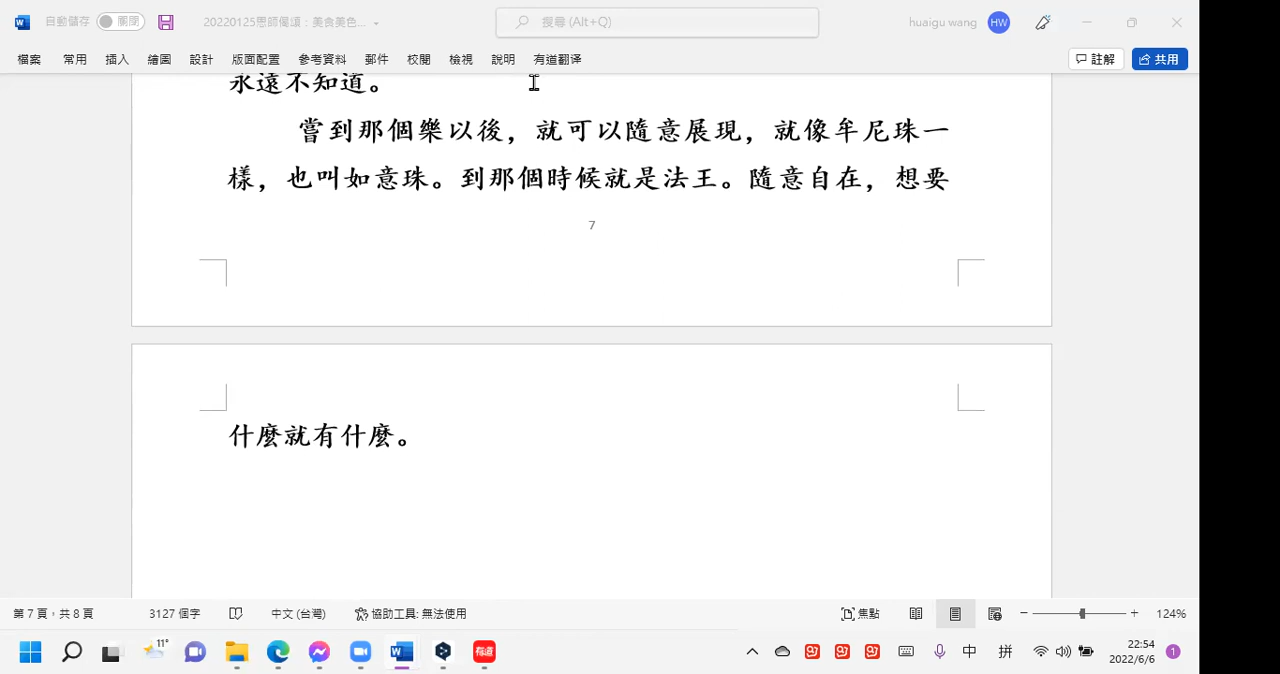 自動儲存 關閉 20220125恩師偈頌：美食美色... 搜尋 (Alt+Q) huaigu wang HW
檔案 常用 插入 繪圖 設計 版面配置 參考資料 郵件 校閱 檢視 說明 有道翻译 註解 共用
永遠不知道。
嘗到那個樂以後，就可以隨意展現，就像牟尼珠一
樣，也叫如意珠。到那個時候就是法王。隨意自在，想要
7
什麼就有什麼。
第 7 頁，共 8 頁 3127 個字 中文 (台灣) 協助工具: 無法使用 焦點 124%
11° 有道 中 拼 22:54 1
2022/6/6